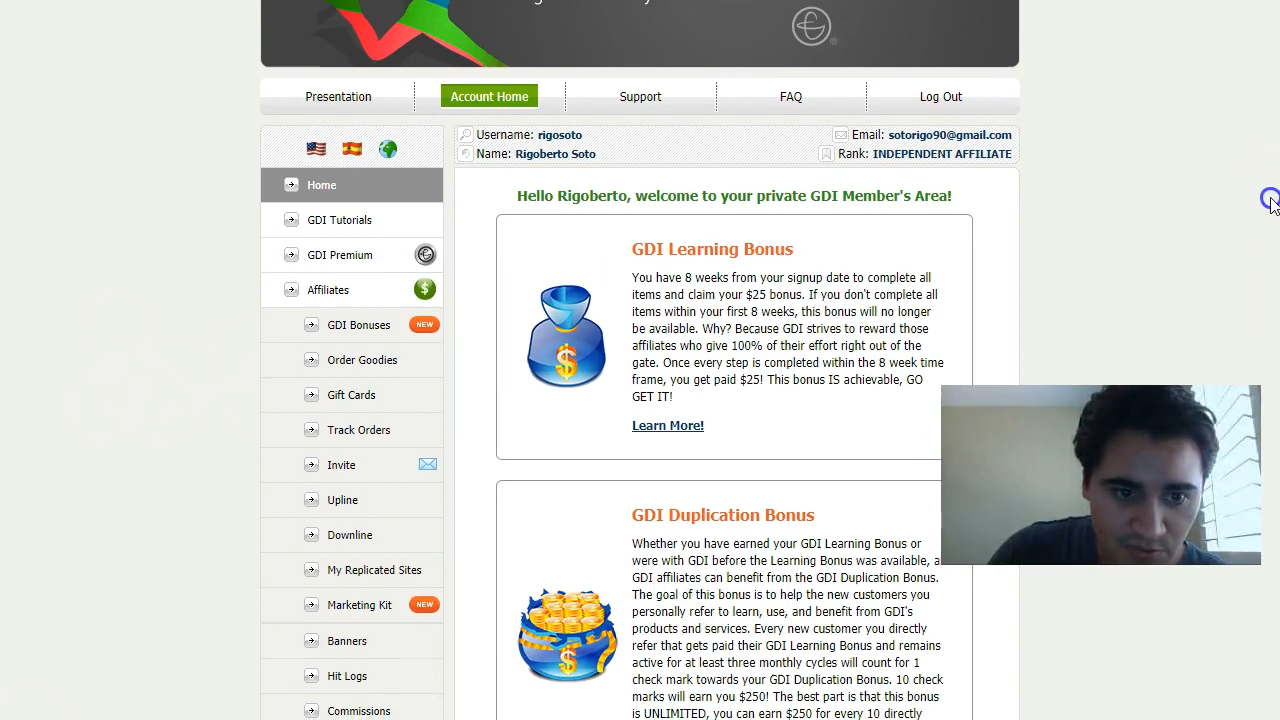 Presentation
Account Home
Support
FAQ
Log Out
Username: rigosoto
Email: sotorigo90@gmail.com
Name: Rigoberto Soto
Rank: INDEPENDENT AFFILIATE
Home
GDI Tutorials
GDI Premium
Affiliates
GDI Bonuses NEW
Order Goodies
Gift Cards
Track Orders
Invite
Upline
Downline
My Replicated Sites
Marketing Kit NEW
Banners
Hit Logs
Commissions
Hello Rigoberto, welcome to your private GDI Member's Area!
GDI Learning Bonus
You have 8 weeks from your signup date to complete all
items and claim your $25 bonus. If you don't complete all
items within your first 8 weeks, this bonus will no longer
be available. Why? Because GDI strives to reward those
affiliates who give 100% of their effort right out of the
gate. Once every step is completed within the 8 week time
frame, you get paid $25! This bonus IS achievable, GO
GET IT!
Learn More!
GDI Duplication Bonus
Whether you have earned your GDI Learning Bonus or
were with GDI before the Learning Bonus was available, a
GDI affiliates can benefit from the GDI Duplication Bonus.
The goal of this bonus is to help the new customers you
personally refer to learn, use, and benefit from GDI's
products and services. Every new customer you directly
refer that gets paid their GDI Learning Bonus and remains
active for at least three monthly cycles will count for 1
check mark towards your GDI Duplication Bonus. 10 check
marks will earn you $250! The best part is that this bonus
is UNLIMITED, you can earn $250 for every 10 directly